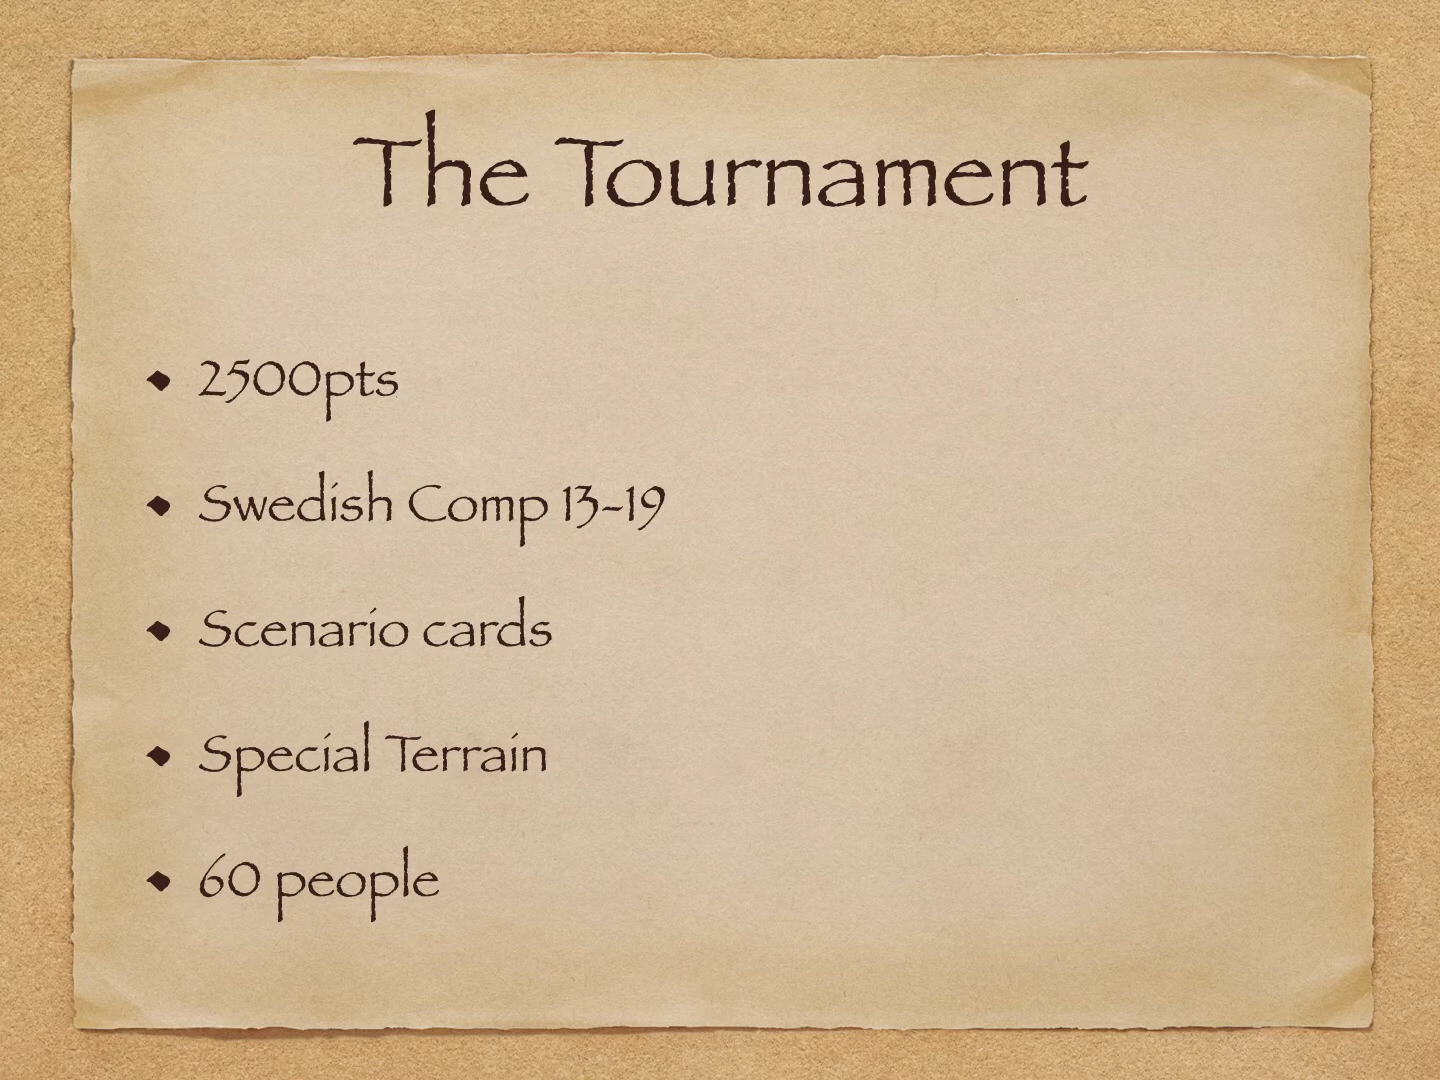 The Tournament
2500pts
Swedish Comp 13-19
Scenario cards
Special Terrain
60 people